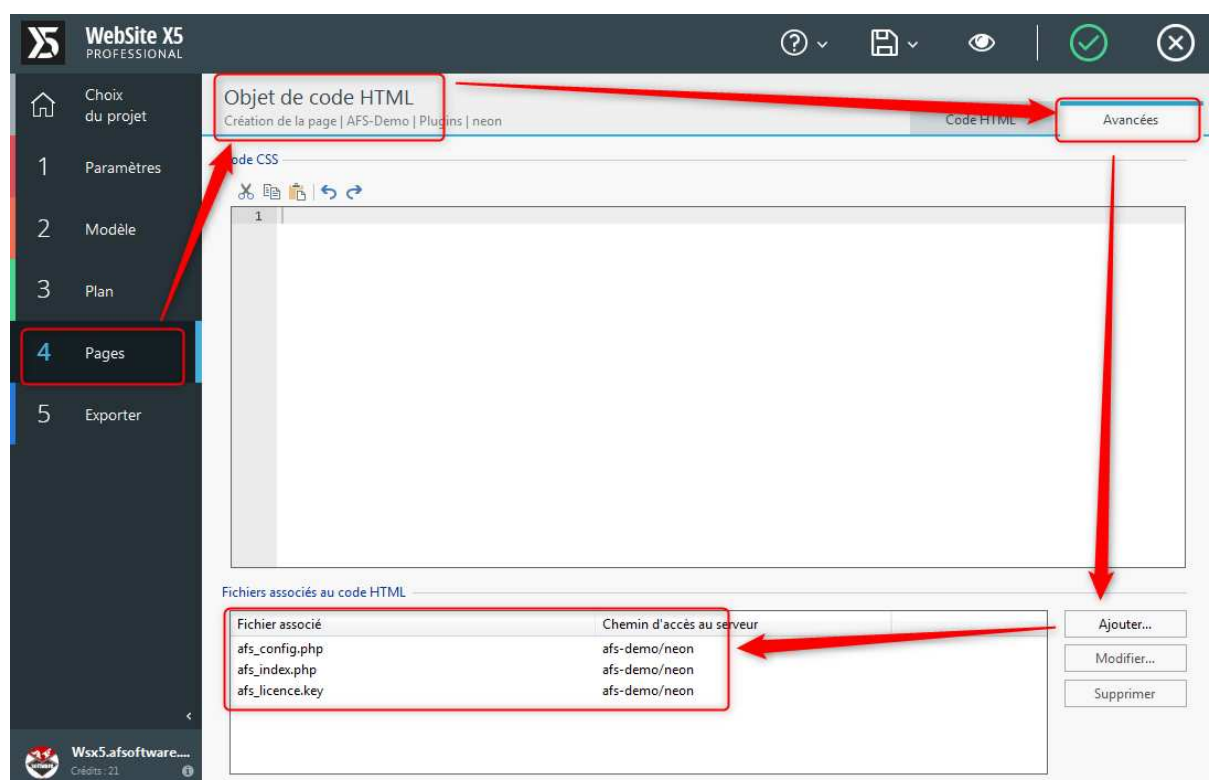 WebSite X5
PROFESSIONAL
Choix
du projet
1 Paramètres
2 Modèle
3 Plan
4 Pages
5 Exporter
Wsx5.afsoftware....
Crédits : 21
Objet de code HTML
Création de la page | AFS-Demo | Plugins | neon
Code HTML
Avancées
ode CSS
1
Fichiers associés au code HTML
Fichier associé Chemin d'accès au serveur
afs_config.php afs-demo/neon
afs_index.php afs-demo/neon
afs_licence.key afs-demo/neon
Ajouter...
Modifier...
Supprimer